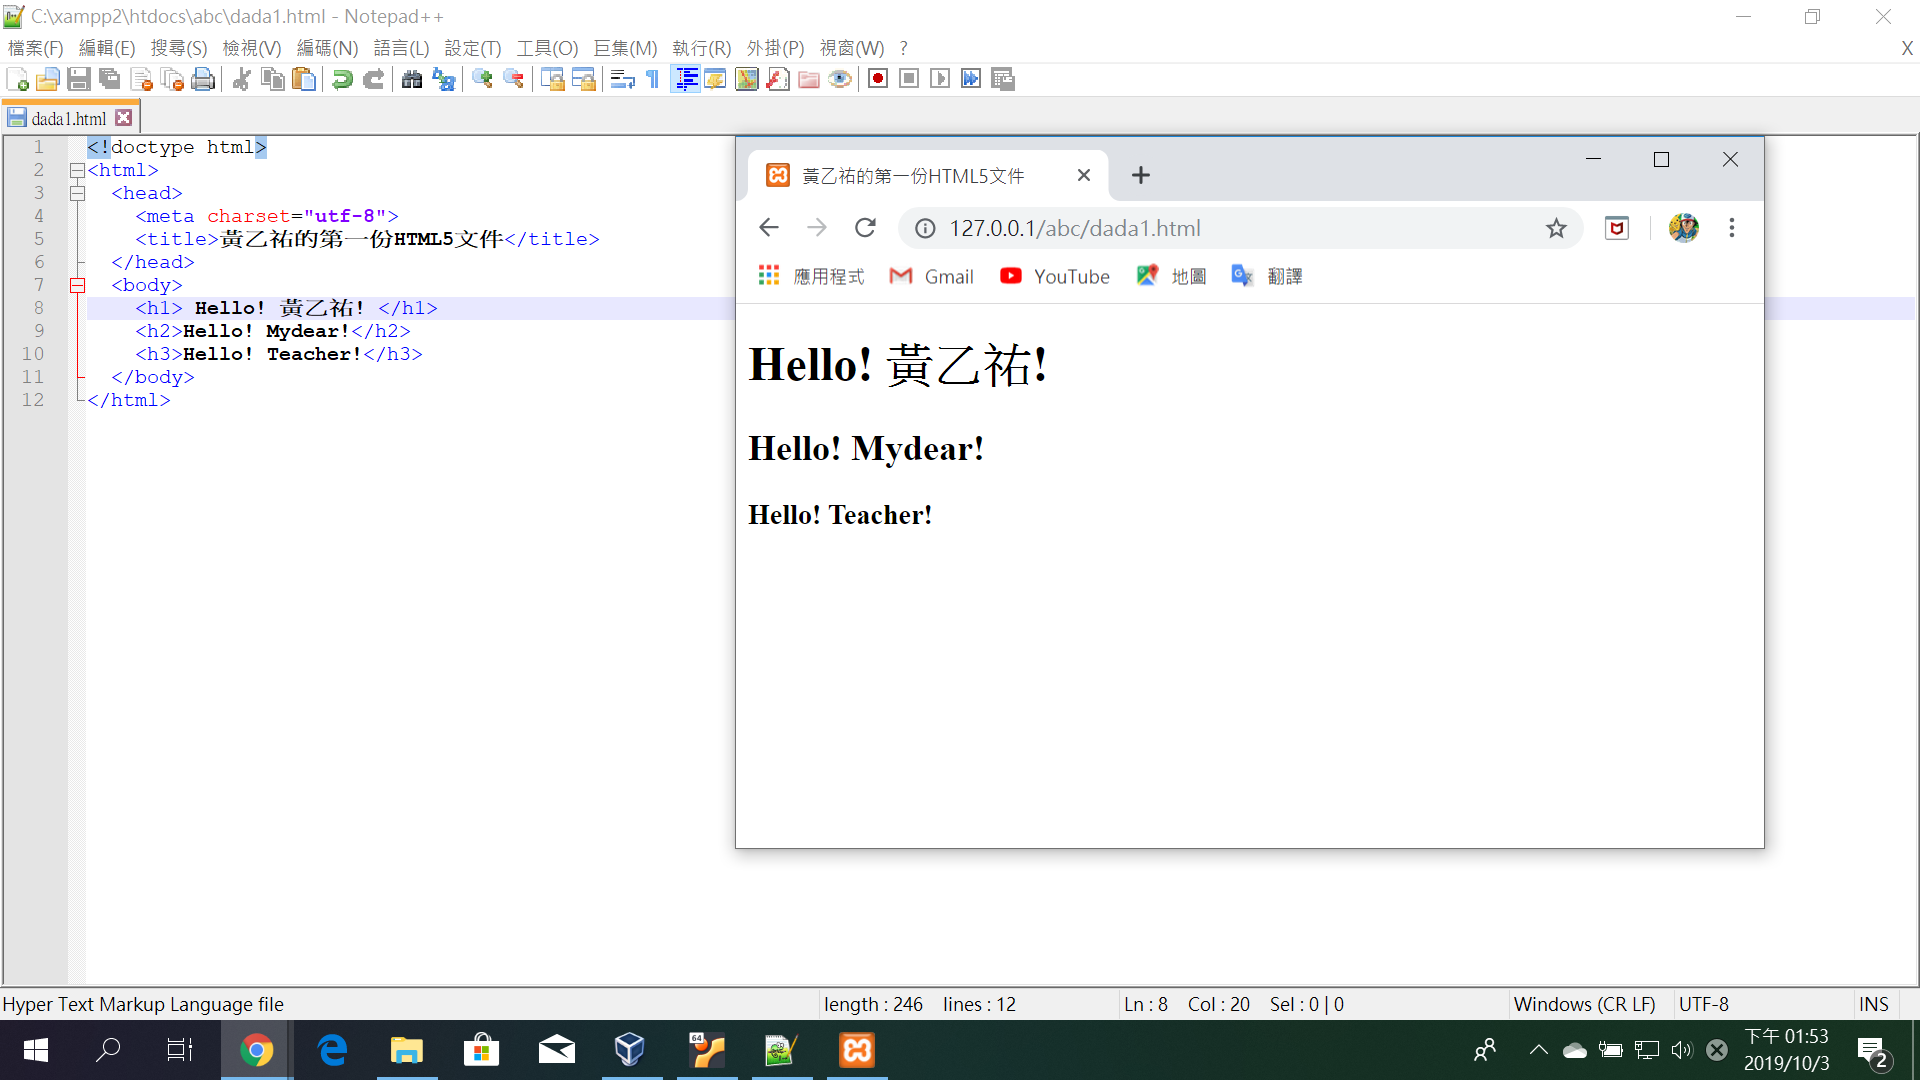 C:\xampp2\htdocs\abc\dada1.html - Notepad++
檔案(F) 編輯(E) 搜尋(S) 檢視(V) 編碼(N) 語言(L) 設定(T) 工具(O) 巨集(M) 執行(R) 外掛(P) 視窗(W) ? X
dada1.html
1 <!doctype html>
2 <html>
3 <head>
4 <meta charset="utf-8">
5 <title>黃乙祐的第一份HTML5文件</title>
6 </head>
7 <body>
8 <h1> Hello! 黃乙祐! </h1>
9 <h2>Hello! Mydear!</h2>
10 <h3>Hello! Teacher!</h3>
11 </body>
12 </html>
黃乙祐的第一份HTML5文件
127.0.0.1/abc/dada1.html
應用程式 Gmail YouTube 地圖 翻譯
Hello! 黃乙祐!
Hello! Mydear!
Hello! Teacher!
Hyper Text Markup Language file length : 246 lines : 12 Ln : 8 Col : 20 Sel : 0 | 0 Windows (CR LF) UTF-8 INS
64
下午 01:53
2019/10/3
2